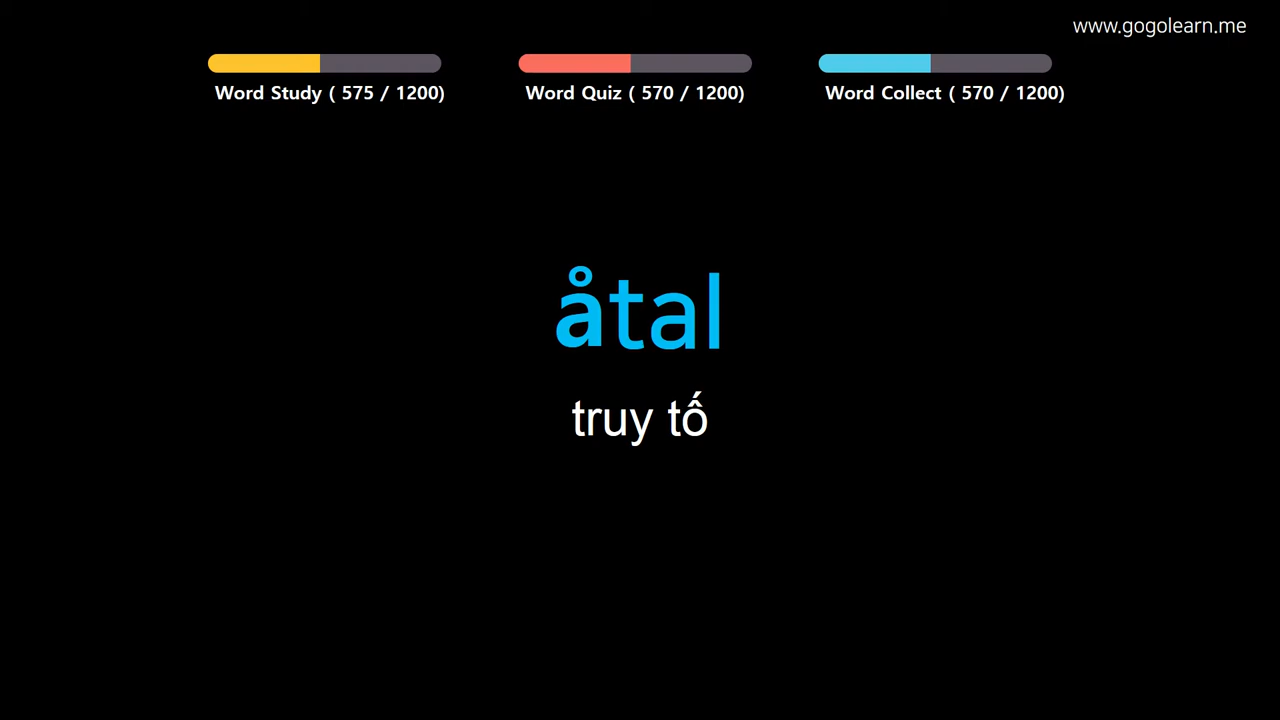 www.gogolearn.me
Word Study ( 575 / 1200)
Word Quiz ( 570 / 1200)
Word Collect ( 570 / 1200)
åtal
truy tố